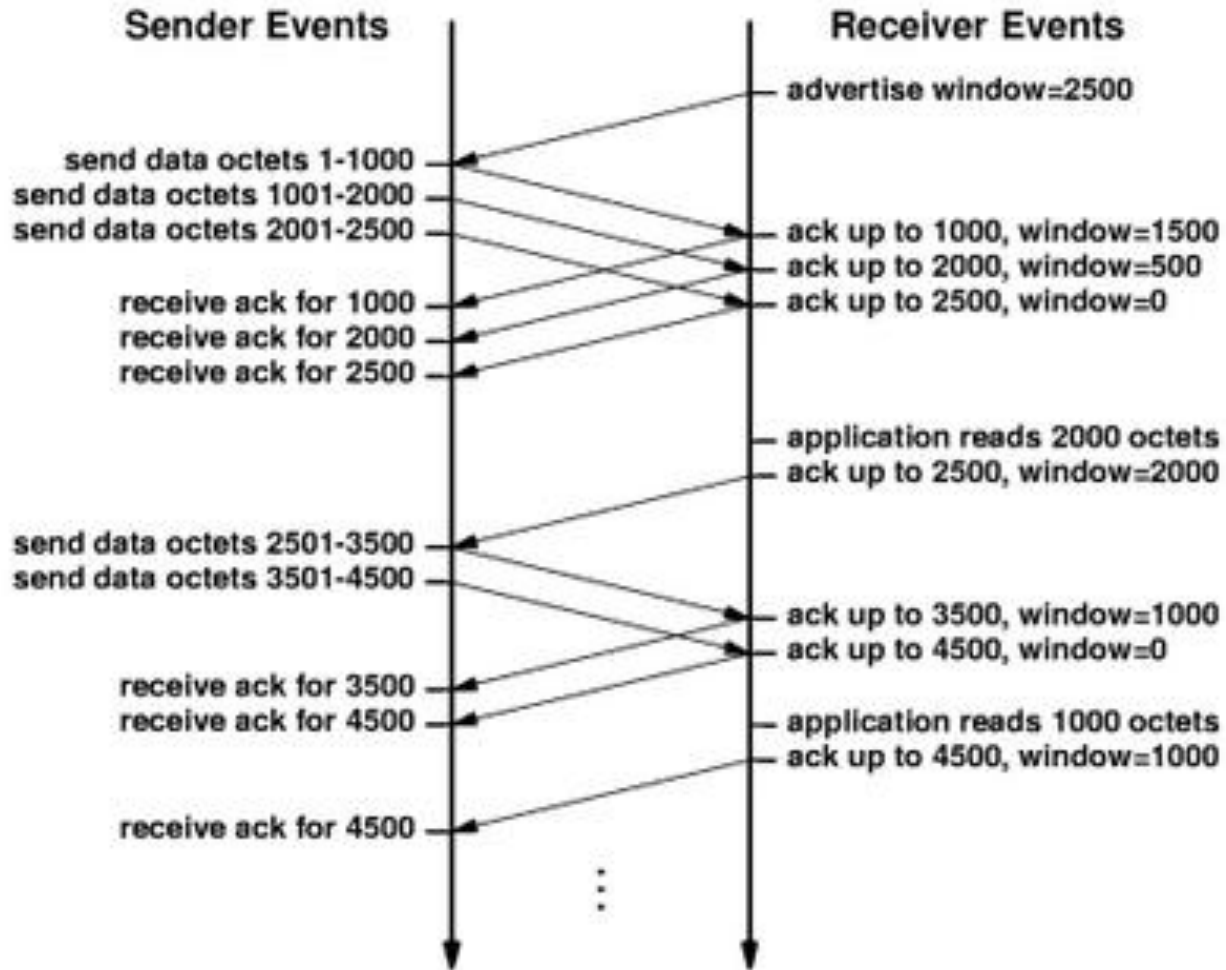 Sender Events
Receiver Events
advertise window=2500
send data octets 1-1000
send data octets 1001-2000
send data octets 2001-2500
ack up to 1000, window=1500
ack up to 2000, window=500
ack up to 2500, window=0
receive ack for 1000
receive ack for 2000
receive ack for 2500
application reads 2000 octets
ack up to 2500, window=2000
send data octets 2501-3500
send data octets 3501-4500
ack up to 3500, window=1000
ack up to 4500, window=0
receive ack for 3500
receive ack for 4500
application reads 1000 octets
ack up to 4500, window=1000
receive ack for 4500